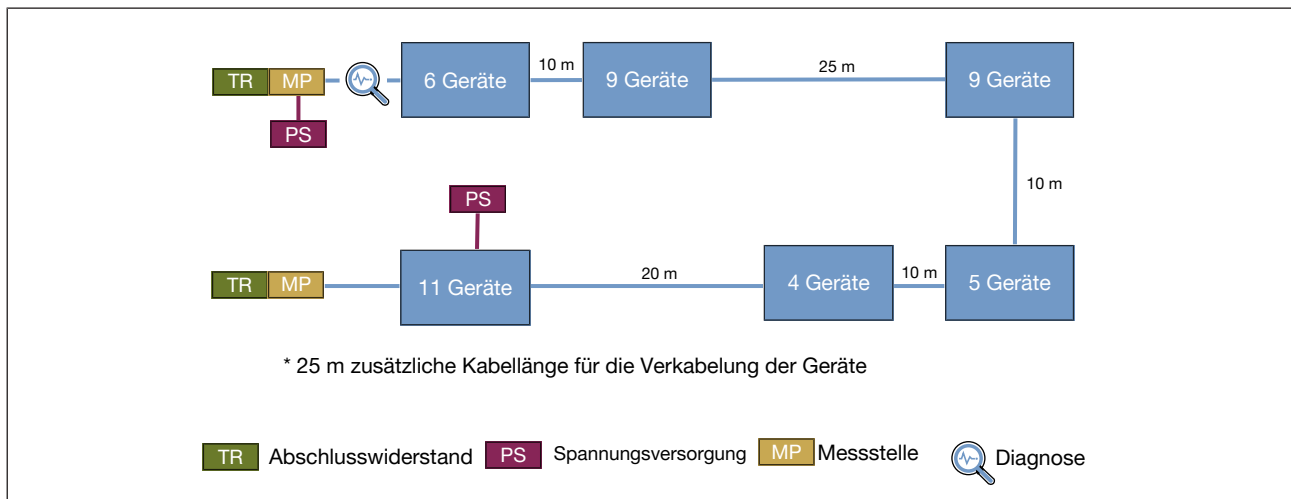 TR MP
6 Geräte
10 m
9 Geräte
25 m
9 Geräte
PS
10 m
PS
TR MP
11 Geräte
20 m
4 Geräte
10 m
5 Geräte
* 25 m zusätzliche Kabellänge für die Verkabelung der Geräte
TR Abschlusswiderstand PS Spannungsversorgung MP Messstelle Diagnose